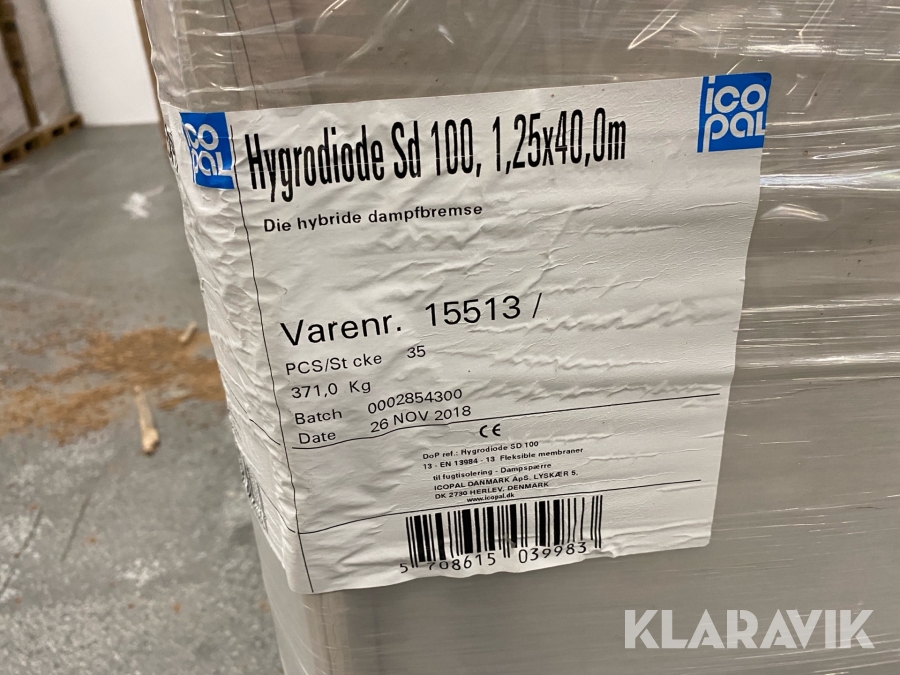 ico
pal
ico
pal
Hygrodiode Sd 100, 1,25x40,0m
Die hybride dampfbremse
Varenr. 15513 /
PCS/St cke 35
371,0 Kg
Batch 0002854300
Date 26 NOV 2018
CE
DoP ref.: Hygrodiode SD 100
13 - EN 13984 - 13 Fleksible membraner
til fugtisolering - Dampspærre
ICOPAL DANMARK ApS. LYSKÆR 5.
DK 2730 HERLEV. DENMARK
www.icopal.dk
5 708615 039983
KLARAVIK